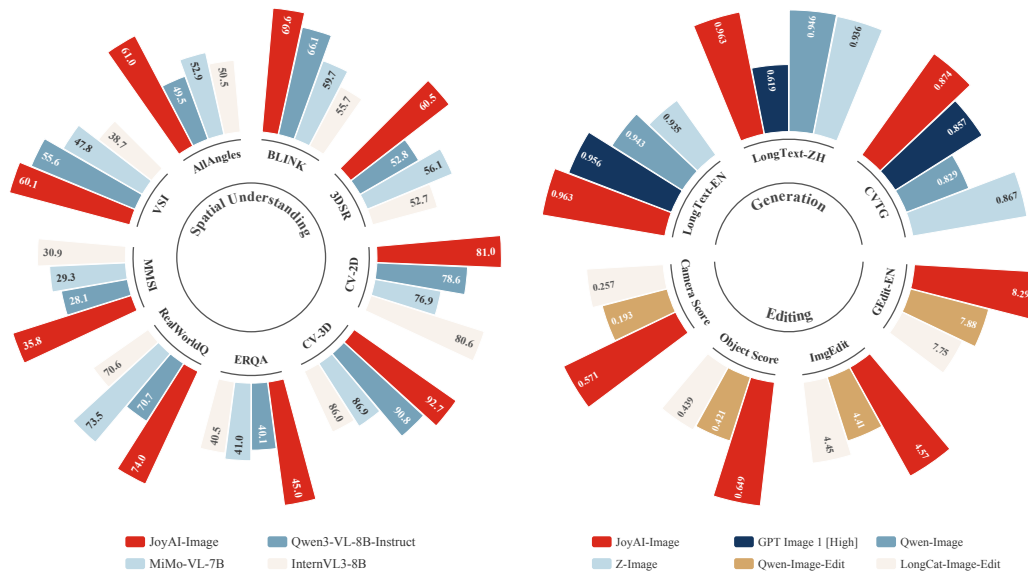 Spatial Understanding
AllAngles
61.0
49.5
52.9
50.5
BLINK
69.6
66.1
59.7
55.7
3DSR
60.5
52.8
56.1
52.7
CV-2D
81.0
78.6
76.9
80.6
CV-3D
92.7
90.8
86.9
86.0
ERQA
45.0
40.1
41.0
40.5
RealWorldQ
74.0
70.7
73.5
70.6
MMSI
35.8
28.1
29.3
30.9
VSI
60.1
55.6
47.8
38.7
JoyAI-Image
Qwen3-VL-8B-Instruct
MiMo-VL-7B
InternVL3-8B
Generation
Editing
LongText-EN
0.963
0.956
0.943
0.935
LongText-ZH
0.963
0.619
0.946
0.936
CVTG
0.874
0.857
0.829
0.867
GEdit-EN
7.88
7.75
ImgEdit
4.57
4.41
4.45
Object Score
0.649
0.421
0.439
Camera Score
0.571
0.193
0.257
JoyAI-Image
GPT Image 1 [High]
Qwen-Image
Z-Image
Qwen-Image-Edit
LongCat-Image-Edit